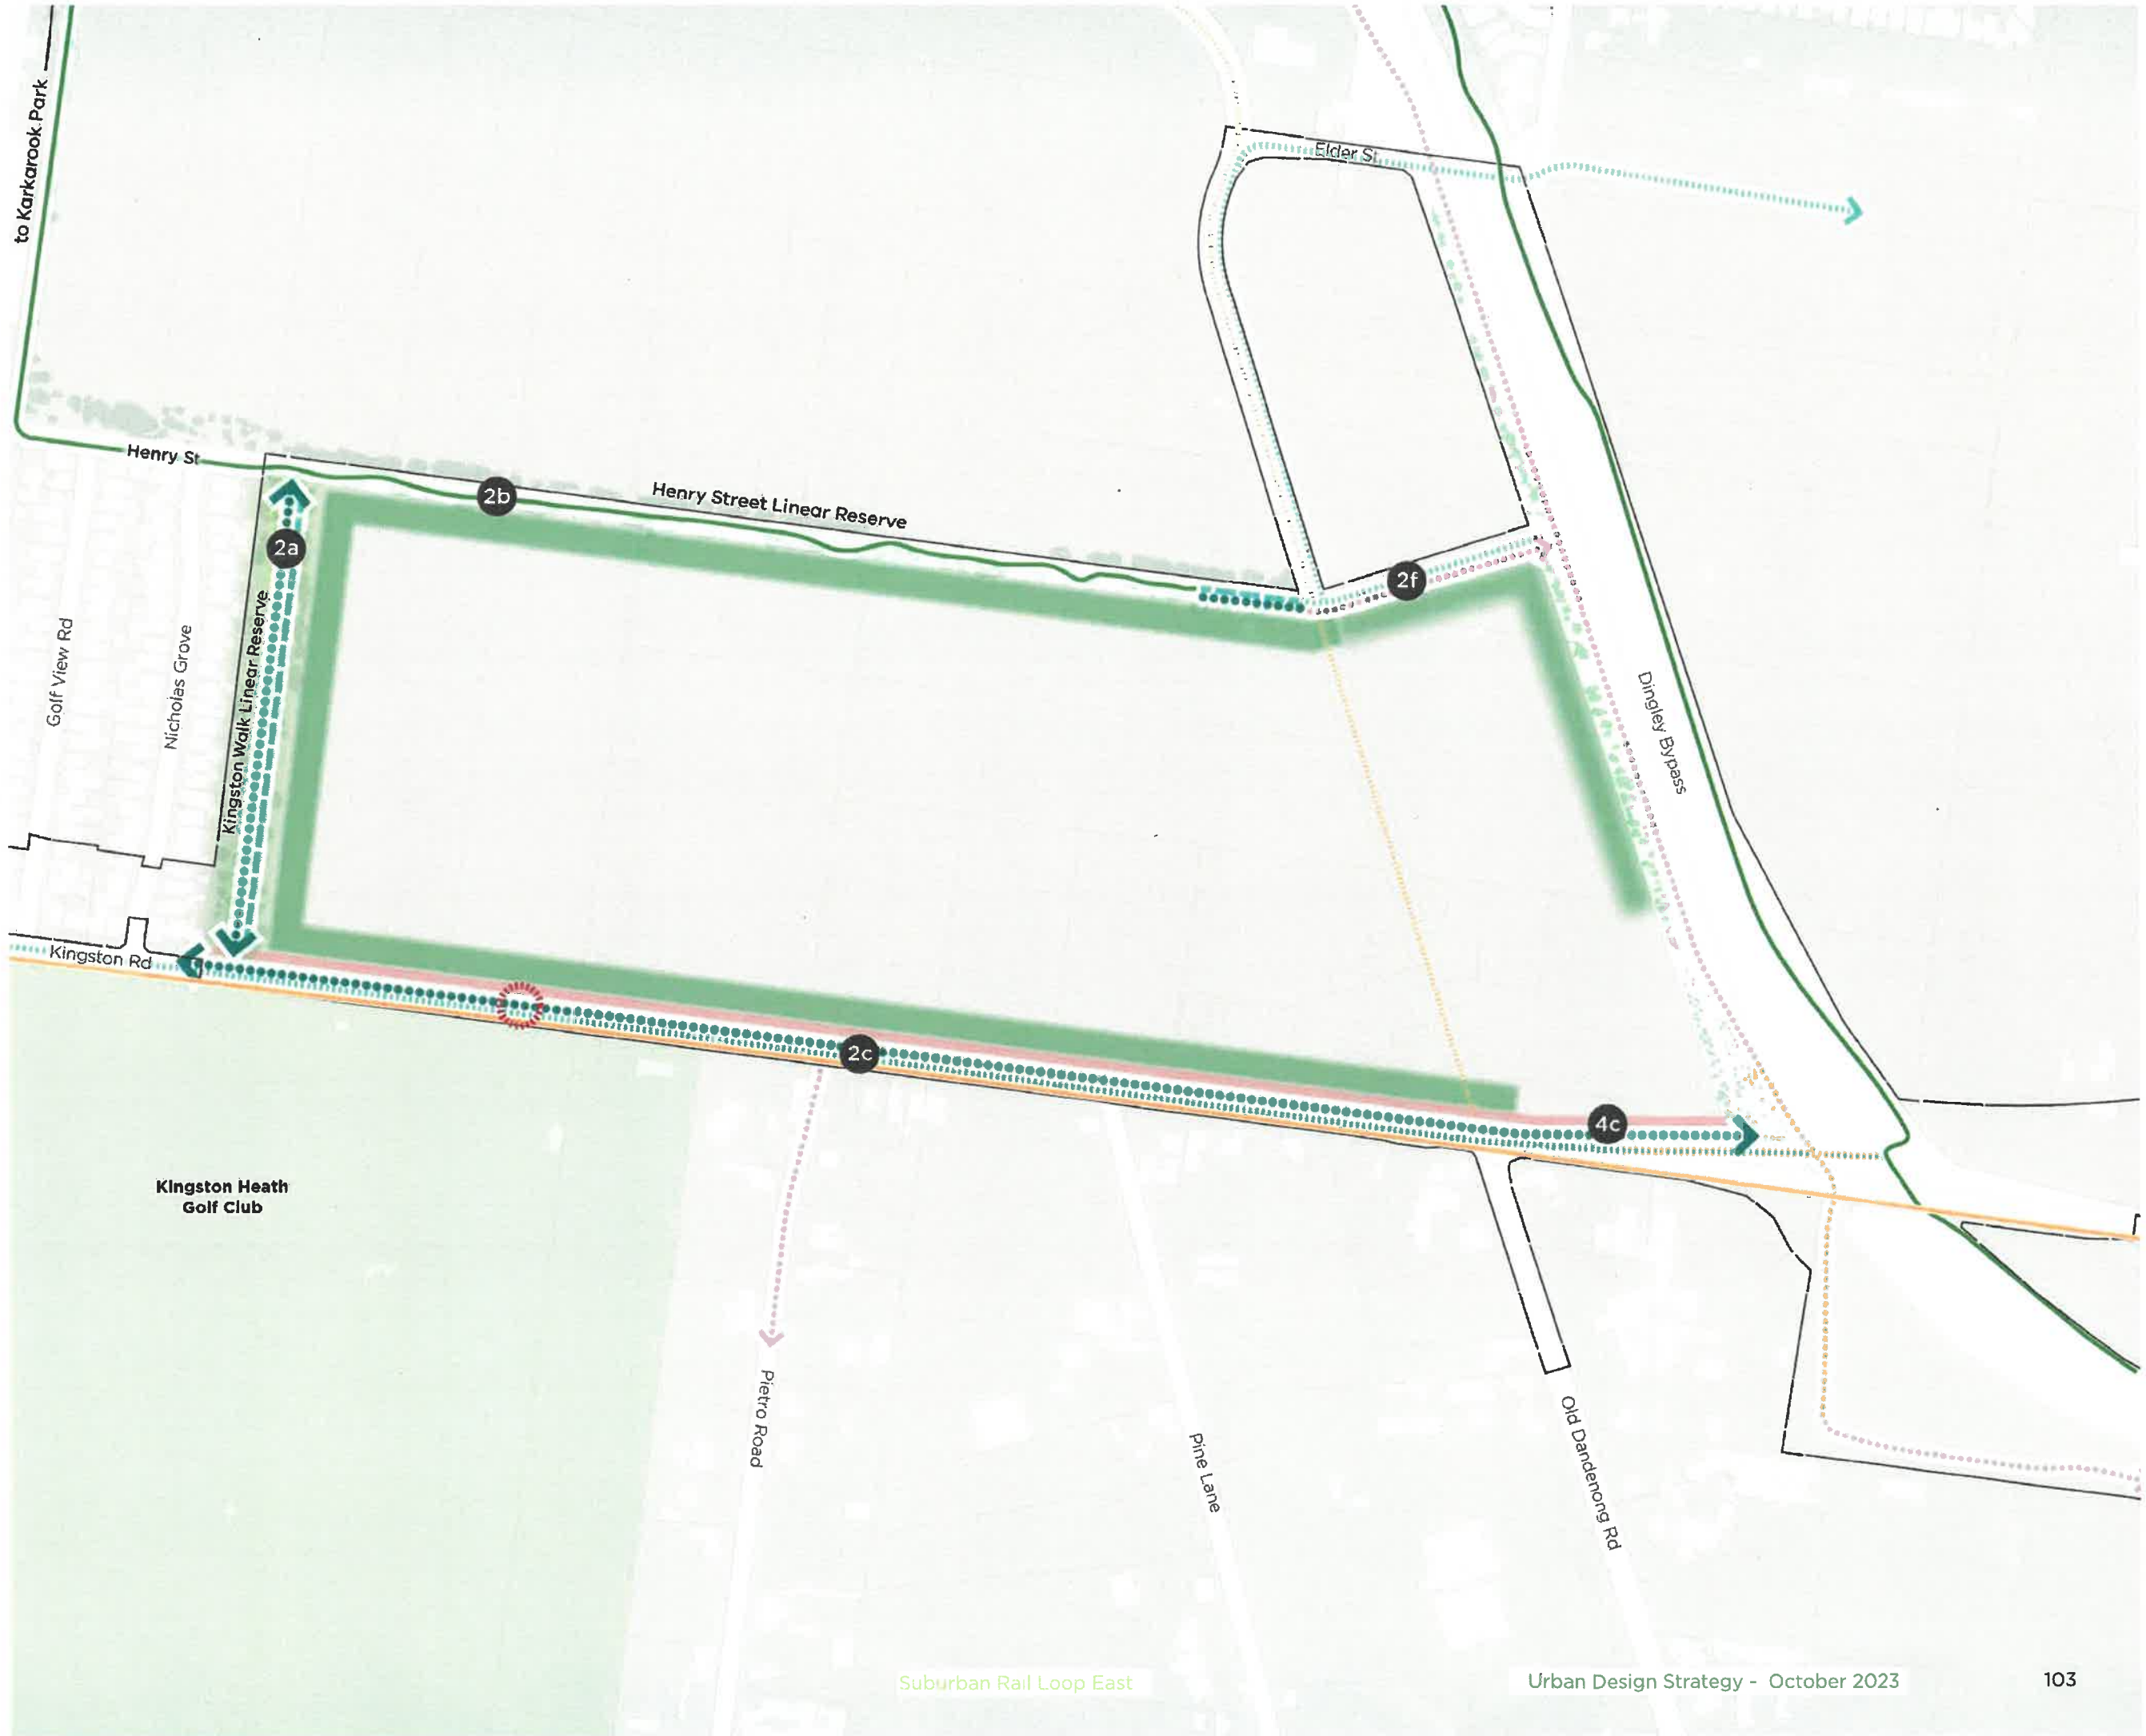 to Karkarook Park
Elder St
Henry St
2b
Henry Street Linear Reserve
2a
2f
Golf View Rd
Nicholas Grove
Kingston Walk Linear Reserve
Dingley Bypass
Kingston Rd
2c
4c
Kingston Heath
Golf Club
Pietro Road
Pine Lane
Old Dandenong Rd
Suburban Rail Loop East
Urban Design Strategy - October 2023
103